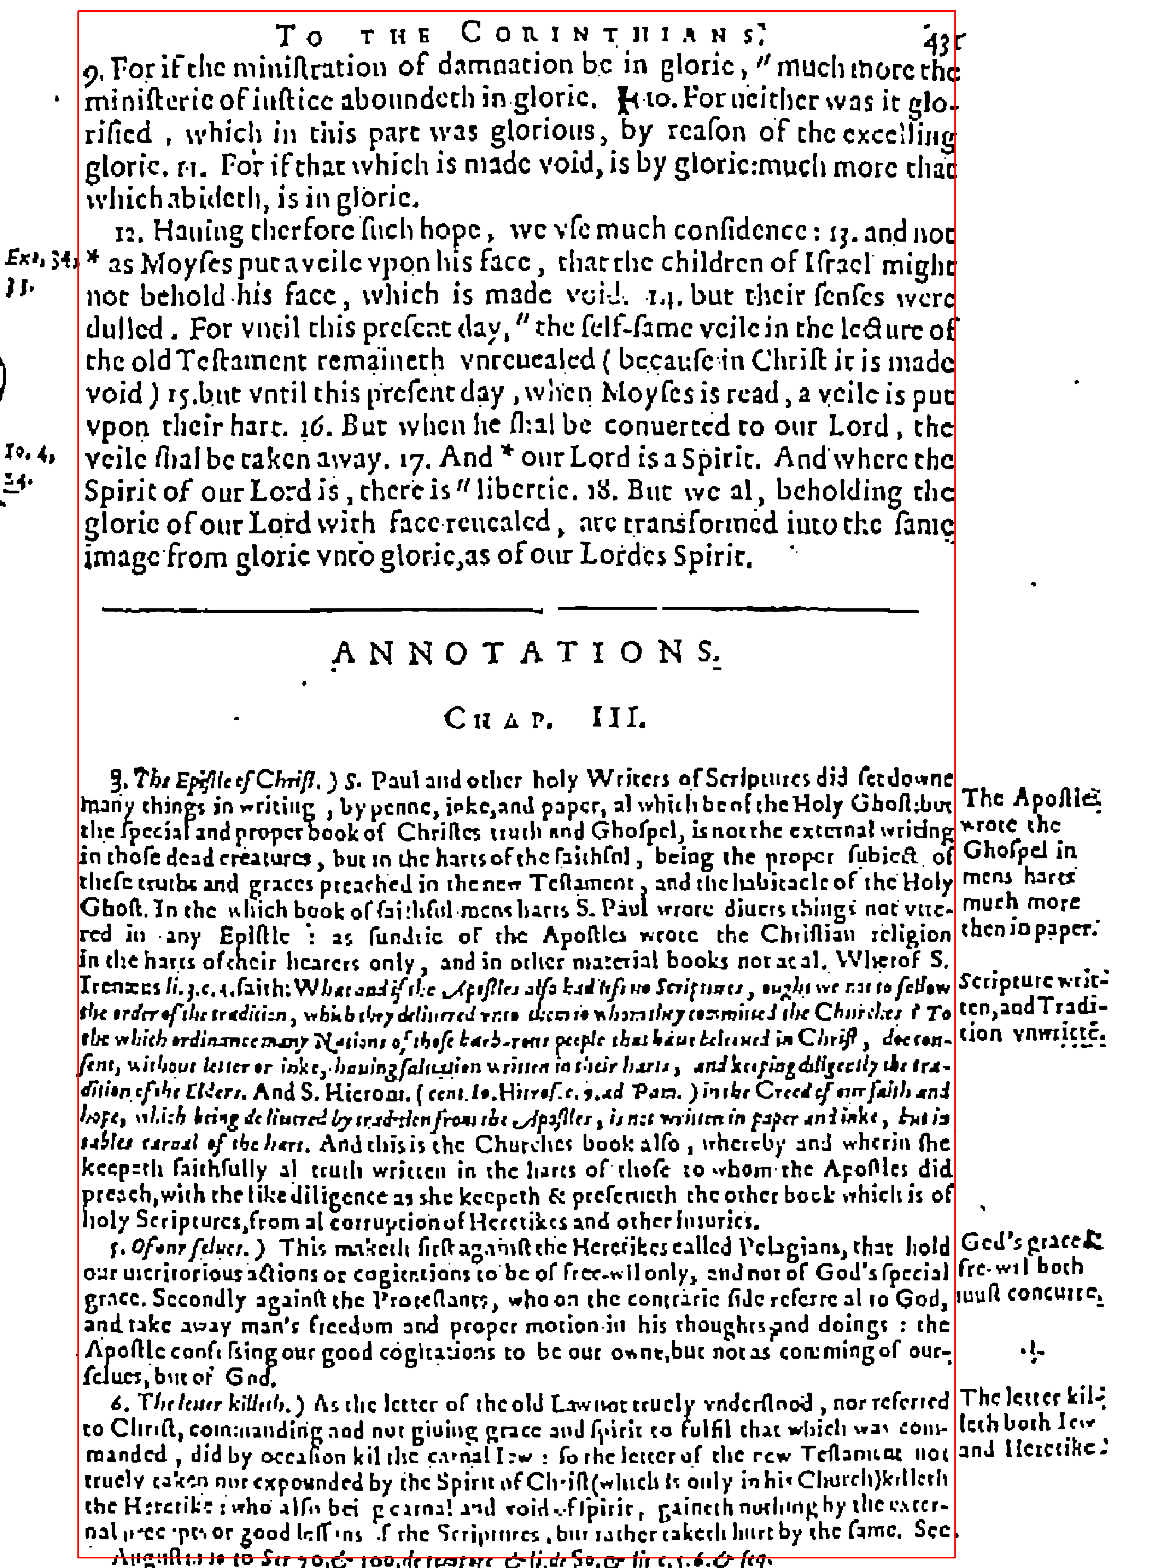 TO THE CORINTHIANS. 431
9. For if the miniſtration of damnation be in glorie, " much more the
miniſterie of iuſtice aboundeth in glorie. 10. For neither was it glo-
rified, which in this part was glorious, by reaſon of the excelling
glorie. 11. For if that which is made void, is by glorie: much more that
which abideth, is in glorie.
12. Hauing therfore ſuch hope, we vſe much confidence: 13. and not
Exo. 34, * as Moyſes put a veile vpon his face, that the children of Iſrael might
33. not behold his face, which is made void. 14. but their ſenſes were
dulled. For vntil this preſent day, " the ſelf-ſame veile in the lecture of
the old Teſtament remaineth vnreuealed (becauſe in Chriſt it is made
void) 15. but vntil this preſent day, when Moyſes is read, a veile is put
vpon their hart. 16. But when he ſhal be conuerted to our Lord, the
Io. 4, veile ſhal be taken away. 17. And * our Lord is a Spirit. And where the
24. Spirit of our Lord is, there is " libertie. 18. But we al, beholding the
glorie of our Lord with face reuealed, are transformed into the ſame
image from glorie vnto glorie, as of our Lordes Spirit.
ANNOTATIONS.
CHAP. III.
3. The Epiſtle of Chriſt.) S. Paul and other holy Writers of Scriptures did ſet downe
many things in writing, by penne, inke, and paper, al which be of the Holy Ghoſt: but
the ſpecial and proper book of Chriſtes truth and Ghoſpel, is not the external writing
in thoſe dead creatures, but in the harts of the faithful, being the proper ſubiect of
theſe truths and graces preached in the new Teſtament, and the habitacle of the Holy
Ghoſt. In the which book of faithful mens harts S. Paul wrote diuers things not vtte-
red in any Epiſtle: as ſundrie of the Apoſtles wrote the Chriſtian religion
in the harts of their hearers only, and in other material books not at al. Wherof S.
Irenæus li. 3. c. 4. ſaith: What and if the Apoſtles alſo had left no Scriptures, ought we not to follow
the order of the tradition, which they deliuered vnto them to whom they committed the Churches? To
the which ordinance many Nations of thoſe barbarous people that haue beleeued in Chriſt, doe con-
ſent, without letter or inke, hauing ſaluation written in their harts, and keeping diligently the tra-
dition of the Elders. And S. Hierom. (cont. Io. Hieroſ. c. 9. ad Pam.) in the Creed of our faith and
hope, which being deliuered by tradition from the Apoſtles, is not written in paper and inke, but in
tables carnal of the hart. And this is the Churches book alſo, whereby and wherin ſhe
keepeth faithfully al truth written in the harts of thoſe to whom the Apoſtles did
preach, with the like diligence as she keepeth & preſerueth the other book which is of
holy Scriptures, from al corruption of Heretikes and other Iniuries.
The Apoſtles
wrote the
Ghoſpel in
mens harts
much more
then in paper.
Scripture writ-
ten, and Tradi-
tion vnwritte.
5. Of our ſelues.) This maketh firſt againſt the Heretikes called Pelagians, that hold
our meritorious actions or cogitations to be of free-wil only, and not of God's ſpecial
grace. Secondly againſt the Proteſtants, who on the contrarie ſide referre al to God,
and take away man's freedom and proper motion in his thoughts and doings: the
Apoſtle confeſſing our good cogitations to be our owne, but not as comming of our-
ſelues, but of God.
God's grace &
fre-wil both
muſt concurre.
6. The letter killeth.) As the letter of the old Law not truely vnderſtood, nor referred
to Chriſt, commanding and not giuing grace and ſpirit to fulfil that which was com-
manded, did by occaſion kil the carnal Iew: ſo the letter of the new Teſtament not
truely taken nor expounded by the Spirit of Chriſt (which is only in his Church) killeth
the Heretike: who alſo being carnal and void of ſpirit, gaineth nothing by the exter-
nal precepts or good leſſons of the Scriptures, but rather taketh hurt by the ſame. See
The letter kil-
leth both Iew
and Heretike.